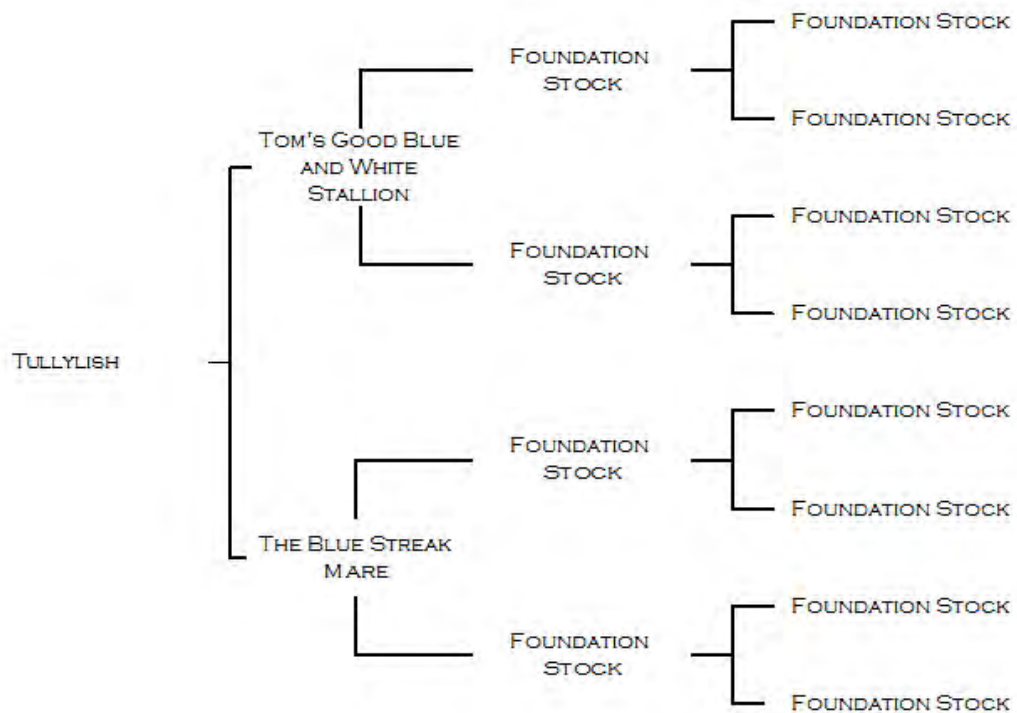 Foundation Stock
Foundation
Stock
Foundation Stock
Tom's Good Blue
and White
Stallion
Foundation Stock
Foundation
Stock
Foundation Stock
Tullylish
Foundation Stock
Foundation
Stock
Foundation Stock
The Blue Streak
Mare
Foundation Stock
Foundation
Stock
Foundation Stock